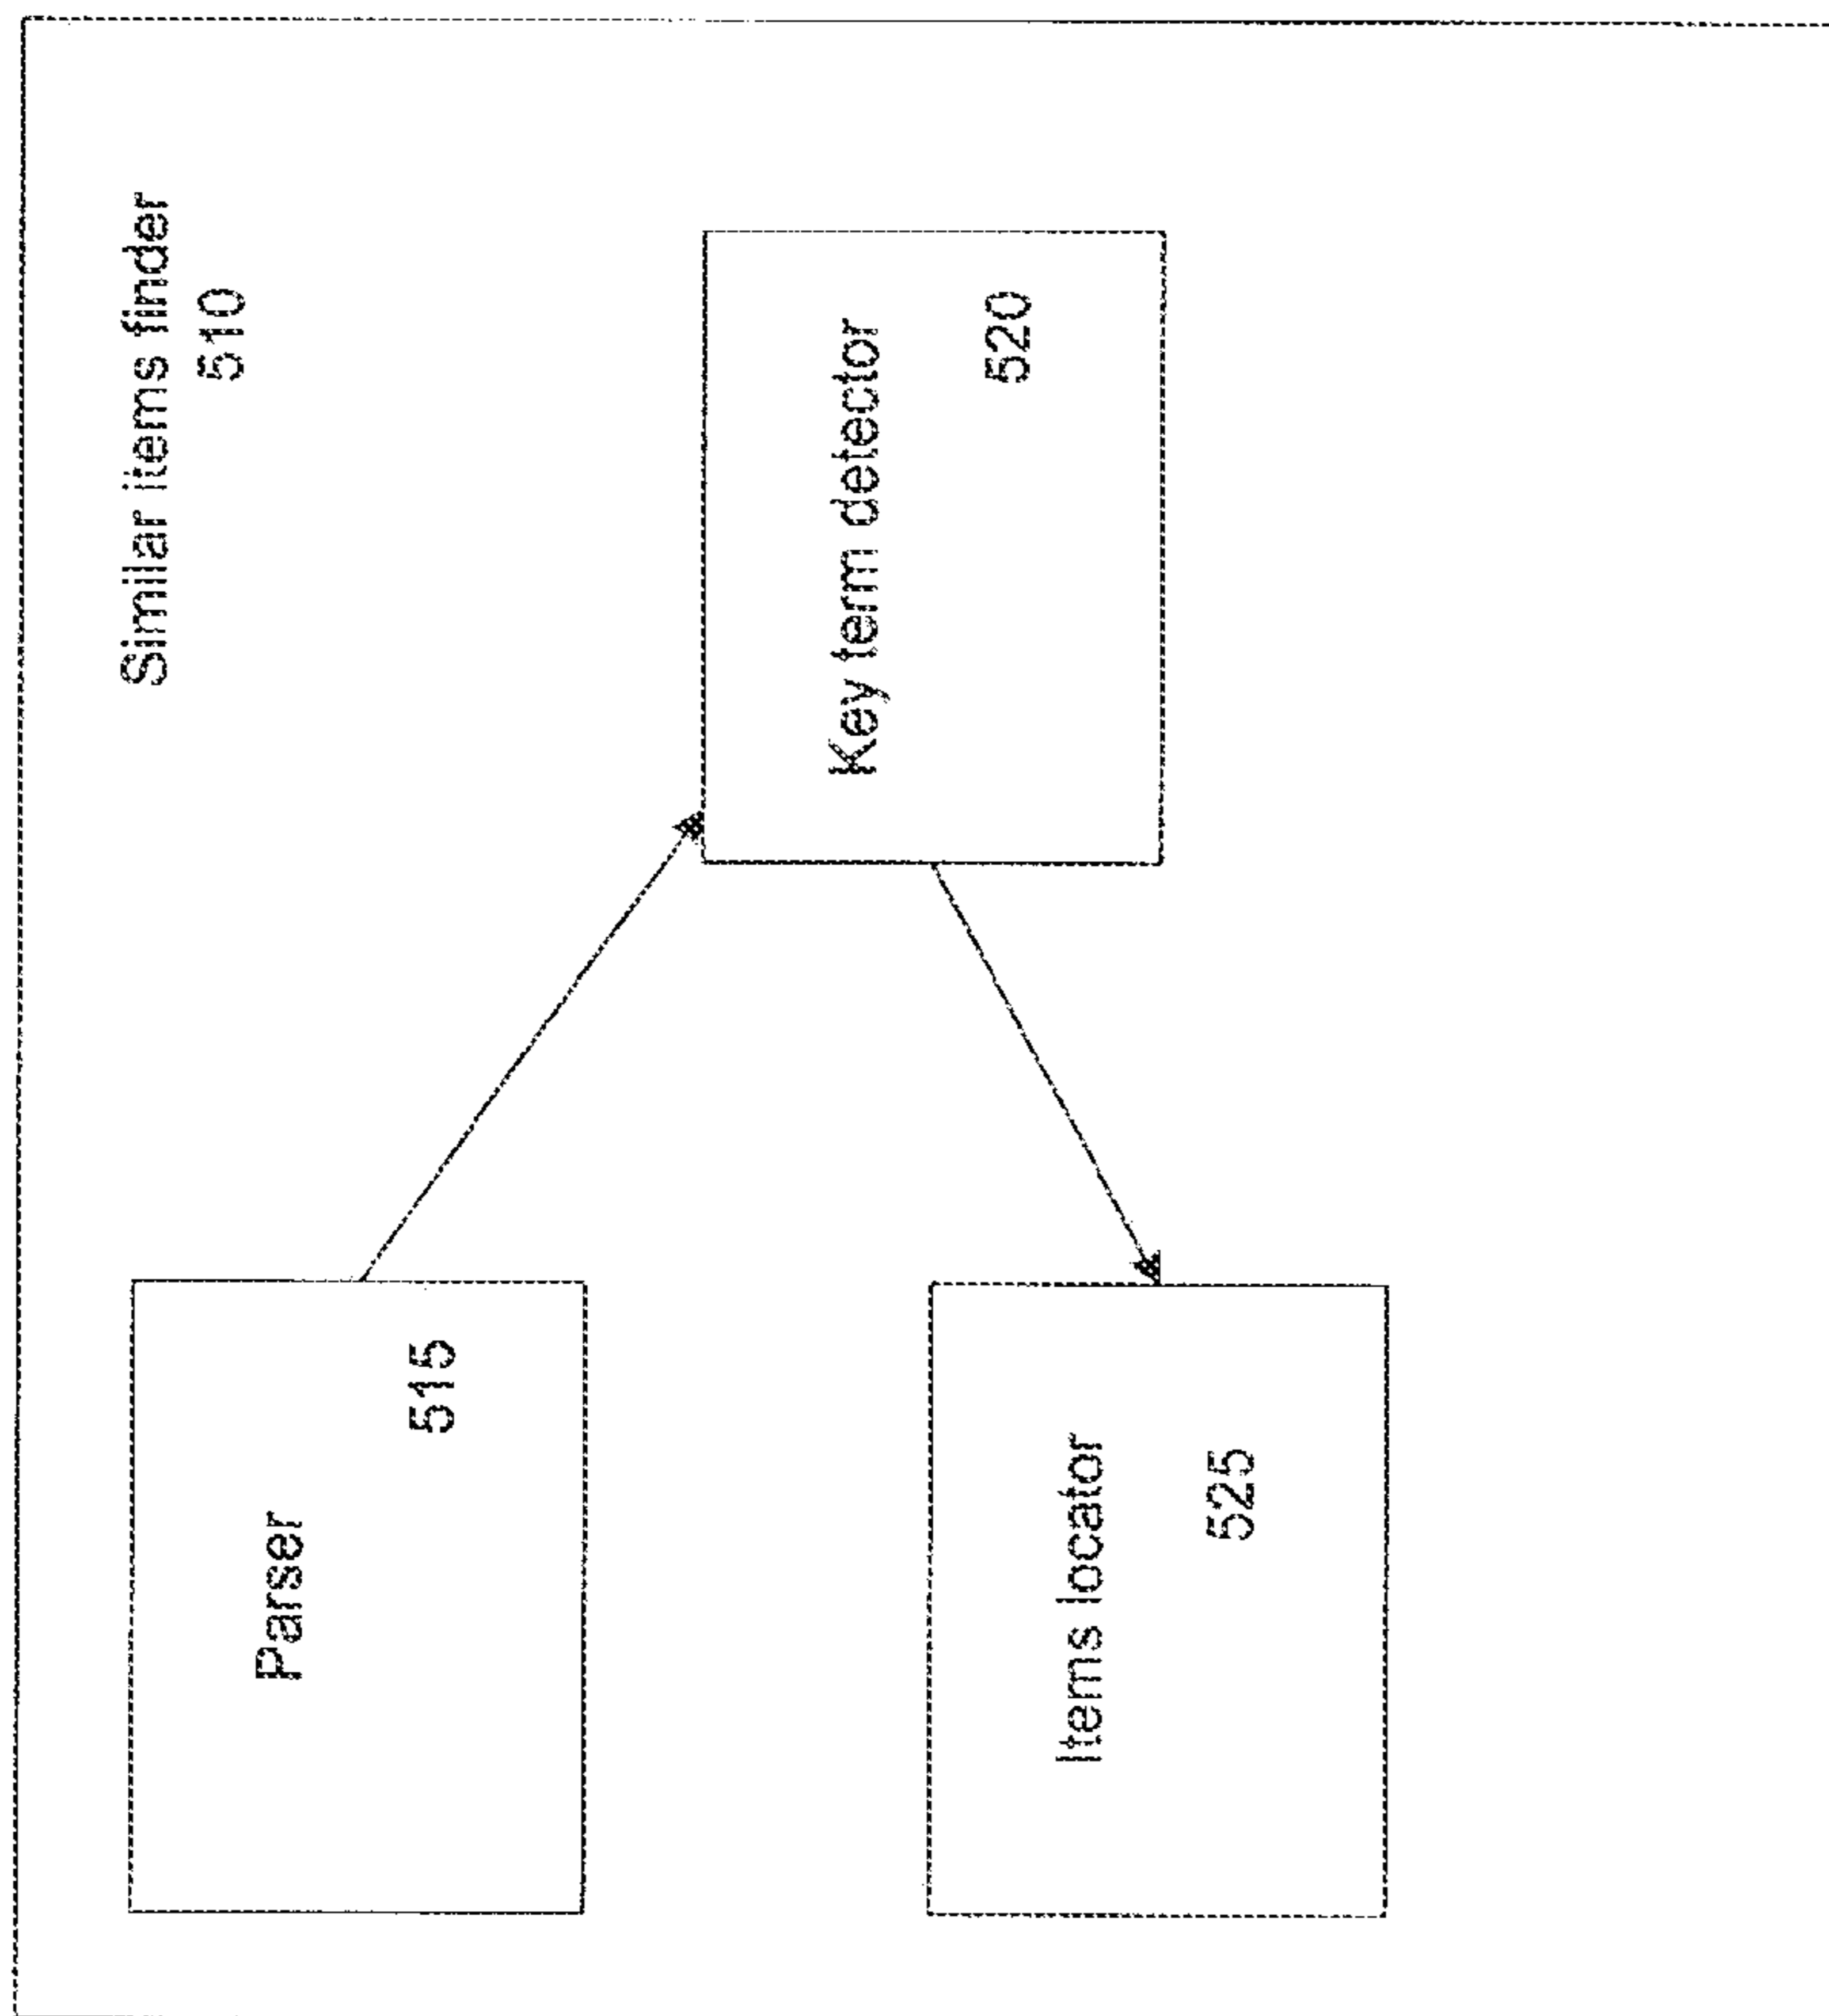 Similar items finder
510
Parser
515
Key term detector
520
Items locator
525